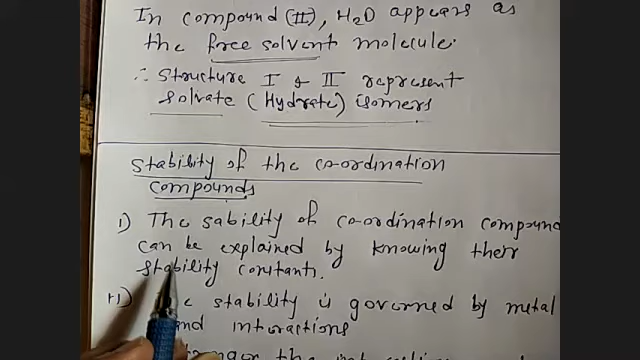 In compound (II), H2O appears as
the free solvent molecule.
∴ Structure I & II represent
solvate (Hydrate) isomers
Stability of the co-ordination
compounds
i) The sability of co-ordination compound
can be explained by knowing their
stability constants.
ii) stability is governed by metal
interactions
the